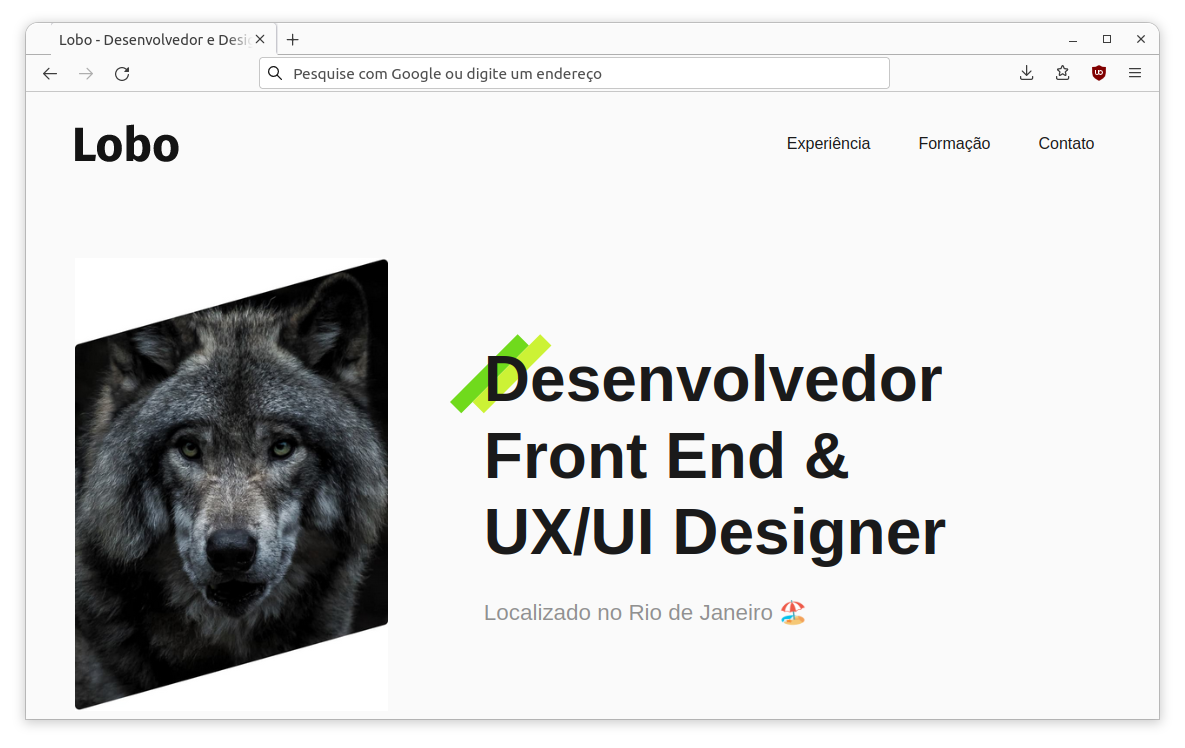 Lobo - Desenvolvedor e Desi
Pesquise com Google ou digite um endereço
Lobo
Experiência
Formação
Contato
Desenvolvedor
Front End &
UX/UI Designer
Localizado no Rio de Janeiro 🏖️